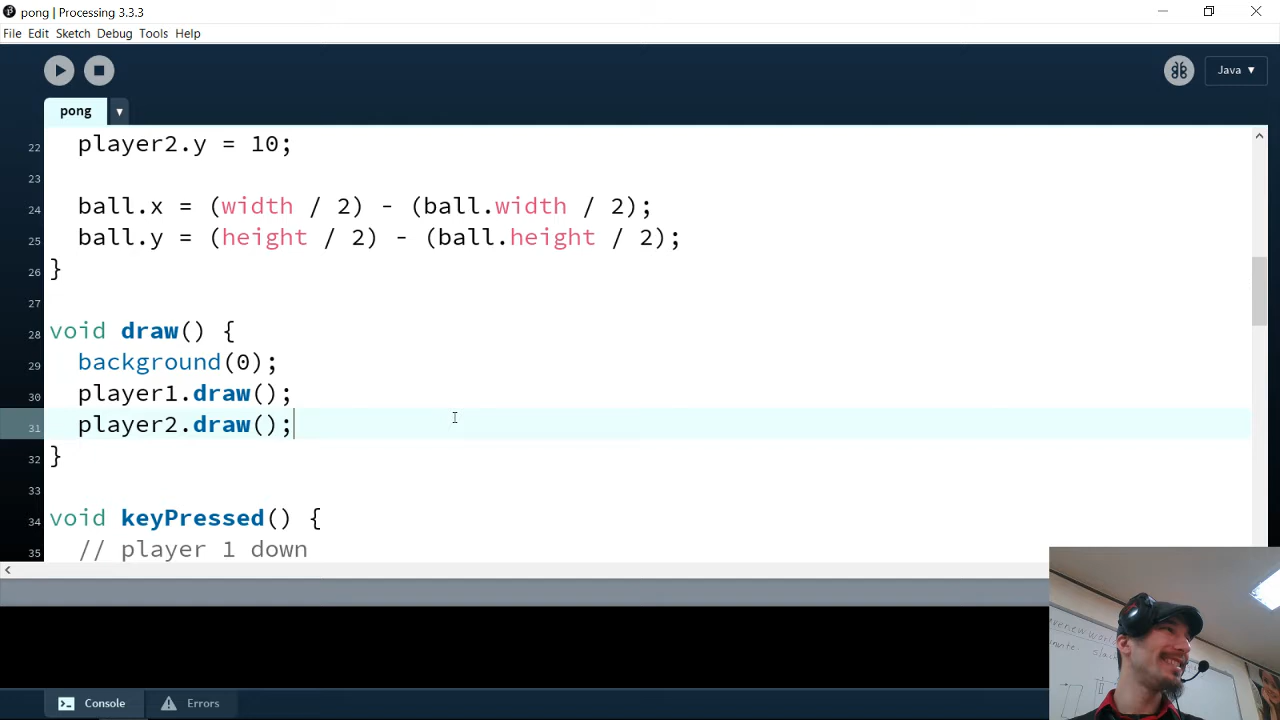 pong | Processing 3.3.3
File Edit Sketch Debug Tools Help
Java ▼
pong ▼
22 player2.y = 10;
23
24 ball.x = (width / 2) - (ball.width / 2);
25 ball.y = (height / 2) - (ball.height / 2);
26 }
27
28 void draw() {
29 background(0);
30 player1.draw();
31 player2.draw();
32 }
33
34 void keyPressed() {
35 // player 1 down
Console Errors